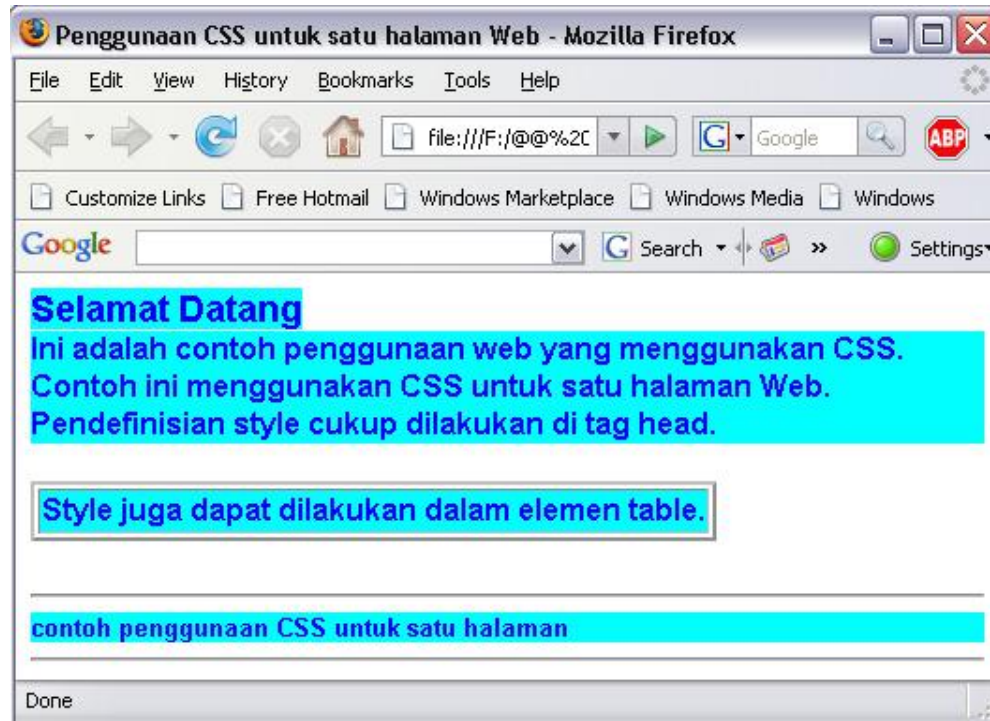 Penggunaan CSS untuk satu halaman Web - Mozilla Firefox
File Edit View History Bookmarks Tools Help
file:///F:/@@%2C G Google ABP
Customize Links Free Hotmail Windows Marketplace Windows Media Windows
Google G Search » Settings
Selamat Datang
Ini adalah contoh penggunaan web yang menggunakan CSS.
Contoh ini menggunakan CSS untuk satu halaman Web.
Pendefinisian style cukup dilakukan di tag head.
Style juga dapat dilakukan dalam elemen table.
contoh penggunaan CSS untuk satu halaman
Done